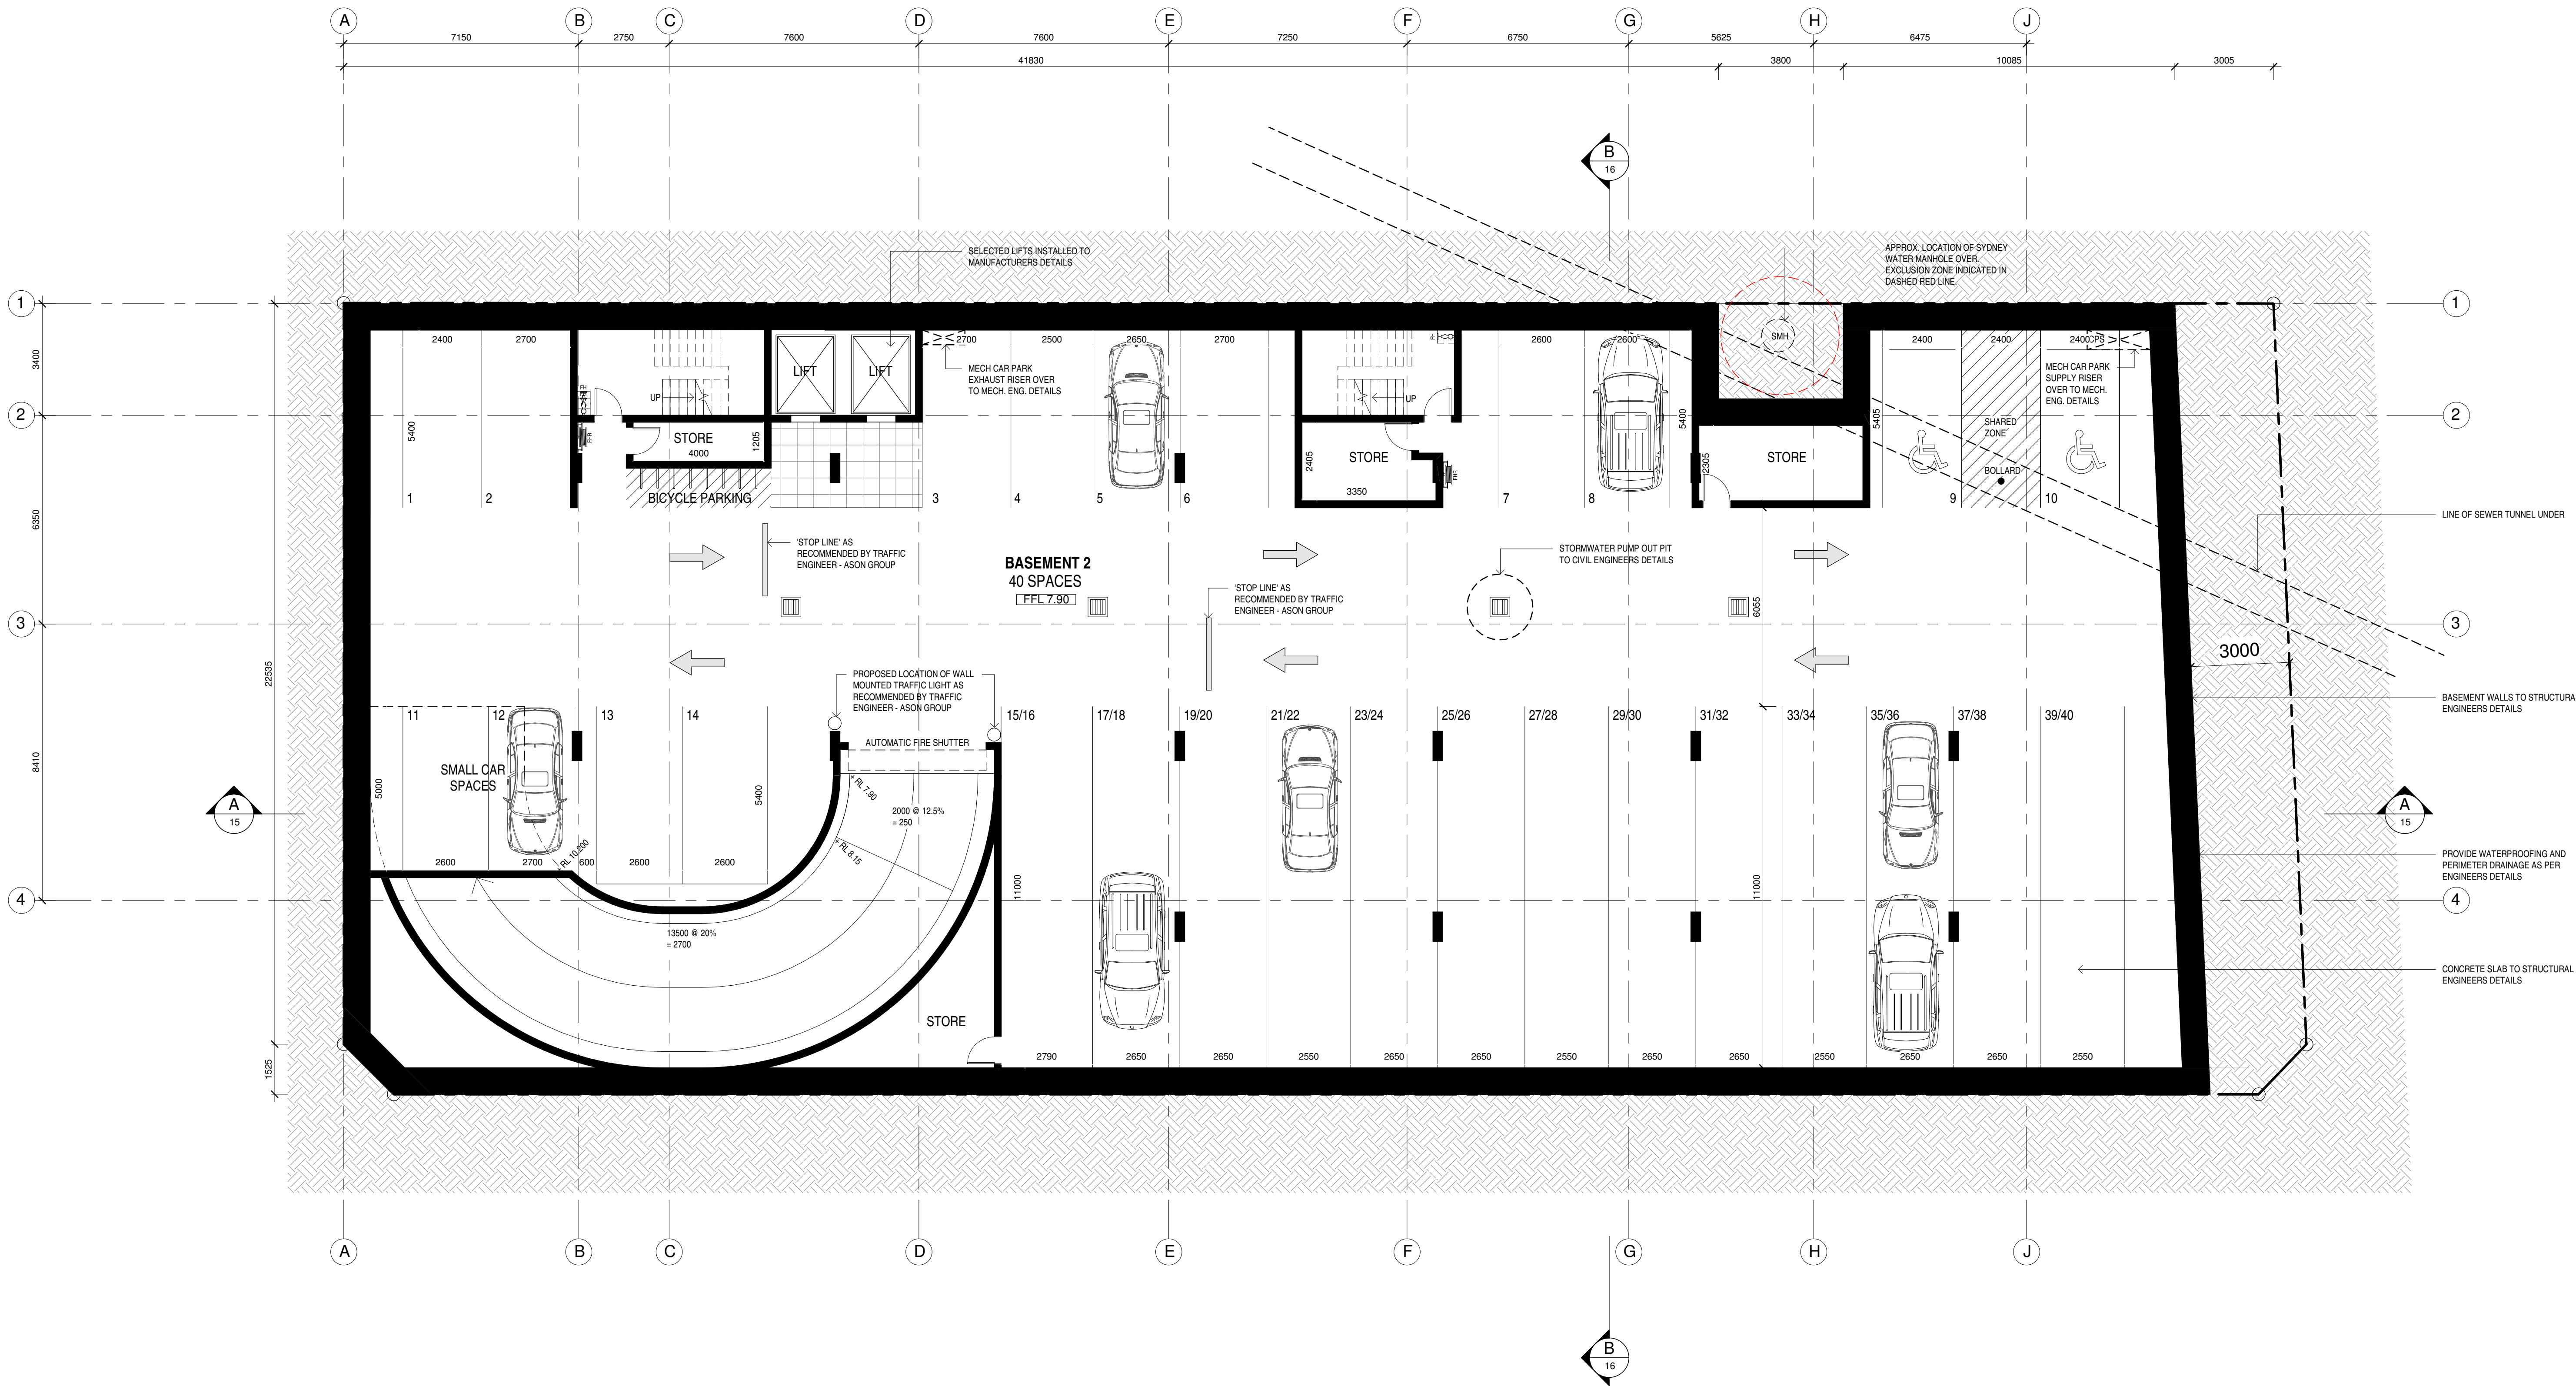 A B C D E F G H J
7150 2750 7600 7600 7250 6750 5625 6475
41830 3800 10085 3005
B
16
SELECTED LIFTS INSTALLED TO
MANUFACTURERS DETAILS
APPROX. LOCATION OF SYDNEY
WATER MANHOLE OVER.
EXCLUSION ZONE INDICATED IN
DASHED RED LINE.
1 1
3400
2400 2700 2700 2500 2650 2700 2600 2600 2400 2400 2400
SMH
CPS
FH
LIFT LIFT
MECH CAR PARK
EXHAUST RISER OVER
TO MECH. ENG. DETAILS
MECH CAR PARK
SUPPLY RISER
OVER TO MECH.
ENG. DETAILS
FH
UP UP
2 2
5400 5400 5405
SHARED
ZONE
FHR
STORE
4000
1205
2405
STORE
3350
FHR
2305
STORE
BOLLARD
BICYCLE PARKING
1 2 3 4 5 6 7 8 9 10
6350
LINE OF SEWER TUNNEL UNDER
'STOP LINE' AS
RECOMMENDED BY TRAFFIC
ENGINEER - ASON GROUP
BASEMENT 2
40 SPACES
FFL 7.90
STORMWATER PUMP OUT PIT
TO CIVIL ENGINEERS DETAILS
'STOP LINE' AS
RECOMMENDED BY TRAFFIC
ENGINEER - ASON GROUP
6055
3 3
3000
22535
PROPOSED LOCATION OF WALL
MOUNTED TRAFFIC LIGHT AS
RECOMMENDED BY TRAFFIC
ENGINEER - ASON GROUP
BASEMENT WALLS TO STRUCTURA
ENGINEERS DETAILS
11 12 13 14 15/16 17/18 19/20 21/22 23/24 25/26 27/28 29/30 31/32 33/34 35/36 37/38 39/40
AUTOMATIC FIRE SHUTTER
8410
SMALL CAR
SPACES
5000
5400
+ RL 7.90
2000 @ 12.5%
= 250
A
15
A
15
+ RL 8.15
RL 10.200
2600 2700 600 2600 2600
PROVIDE WATERPROOFING AND
PERIMETER DRAINAGE AS PER
ENGINEERS DETAILS
11000 11000
4 4
13500 @ 20%
= 2700
CONCRETE SLAB TO STRUCTURAL
ENGINEERS DETAILS
STORE
1525
2790 2650 2650 2550 2650 2650 2550 2650 2650 2550 2650 2650 2550
A B C D E F G H J
B
16